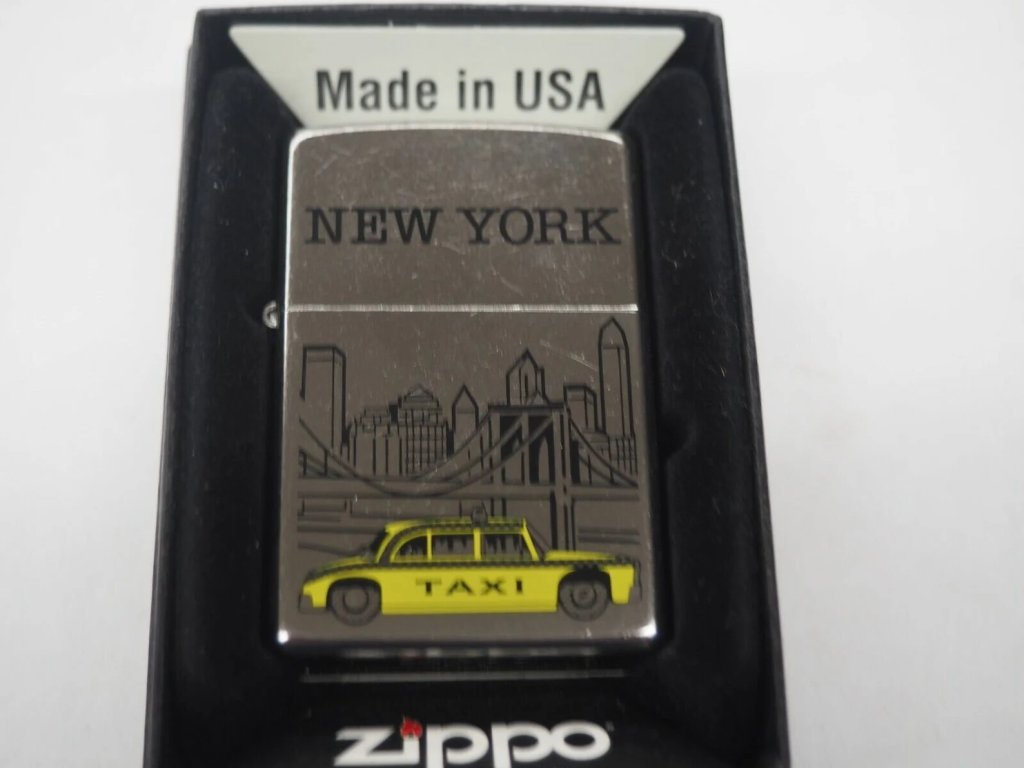 Made in USA
NEW YORK
TAXI
zippo